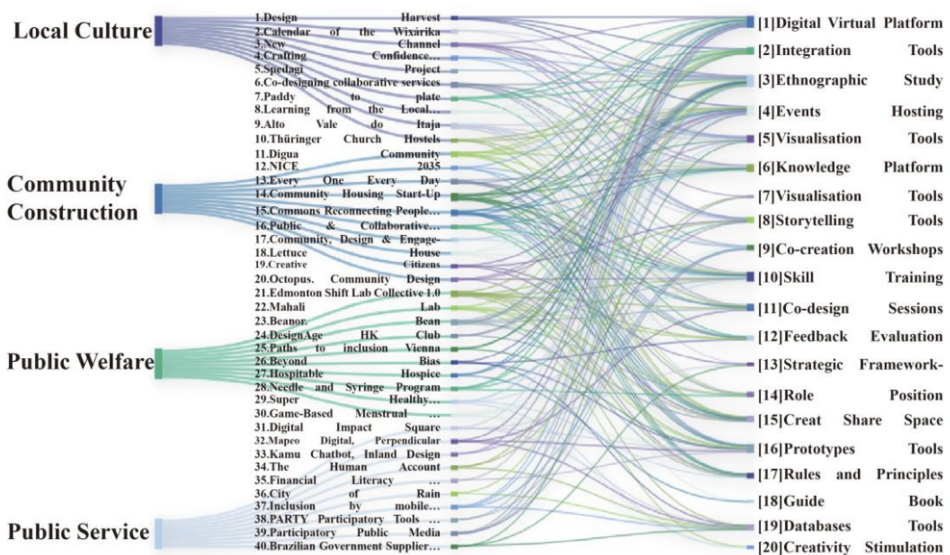 Local Culture
Community
Construction
Public Welfare
Public Service
1.Design Harvest
2.Calendar of the Wixárika
3.New Channel
4.Crafting Confidence…
5.Spedagi Project
6.Co-designing collaborative services
7.Paddy to plate
8.Learning from the Local…
9.Alto Vale do Itaja
10.Thüringer Church Hostels
11.Digua Community
12.NICE 2035
13.Every One Every Day
14.Community Housing Start-Up
15.Commons Reconnecting People…
16.Public & Collaborative…
17.Community, Design & Engage-
18.Lettuce House
19.Creative Citizens
20.Octopus. Community Design
21.Edmonton Shift Lab Collective 1.0
22.Mahali Lab
23.Beanor. Bean
24.DesignAge HK Club
25.Paths to inclusion Vienna
26.Beyond Bias
27.Hospitable Hospice
28.Needle and Syringe Program
29.Super Healthy…
30.Game-Based Menstrual …
31.Digital Impact Square
32.Mapeo Digital, Perpendicular
33.Kamu Chatbot, Inland Design
34.The Human Account
35.Financial Literacy …
36.City of Rain
37.Inclusion by mobile…
38.PARTY Participatory Tools …
39.Participatory Public Media
40.Brazilian Government Supplier…
[1]Digital Virtual Platform
[2]Integration Tools
[3]Ethnographic Study
[4]Events Hosting
[5]Visualisation Tools
[6]Knowledge Platform
[7]Visualisation Tools
[8]Storytelling Tools
[9]Co-creation Workshops
[10]Skill Training
[11]Co-design Sessions
[12]Feedback Evaluation
[13]Strategic Framework-
[14]Role Position
[15]Creat Share Space
[16]Prototypes Tools
[17]Rules and Principles
[18]Guide Book
[19]Databases Tools
[20]Creativity Stimulation